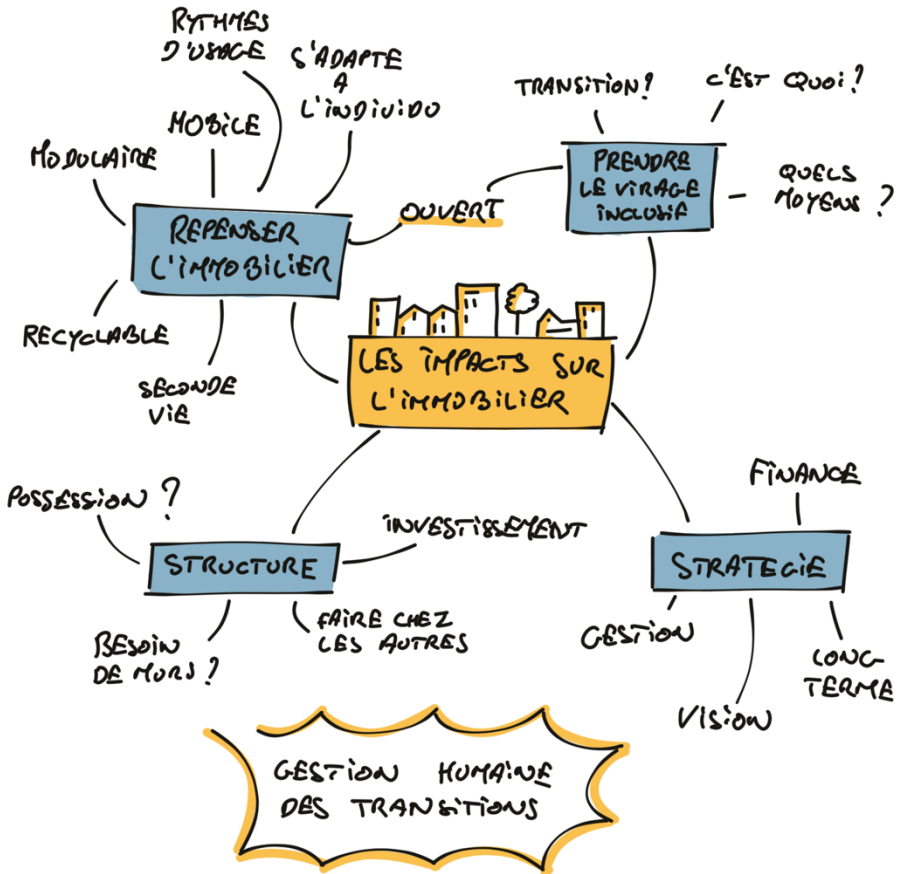 RYTHMES
D'USAGE
S'ADAPTE
A
L'INDIVIDU
MOBILE
MODULAIRE
REPENSER
L'IMMOBILIER
RECYCLABLE
SECONDE
VIE
OUVERT
TRANSITION?
C'EST QUOI?
PRENDRE
LE VIRAGE
INCLUSIF
QUELS
MOYENS ?
LES IMPACTS SUR
L'IMMOBILIER
POSSESSION ?
INVESTISSEMENT
STRUCTURE
BESOIN
DE MURS ?
FAIRE CHEZ
LES AUTRES
FINANCE
STRATEGIE
GESTION
VISION
LONG-
TERME
GESTION HUMAINE
DES TRANSITIONS